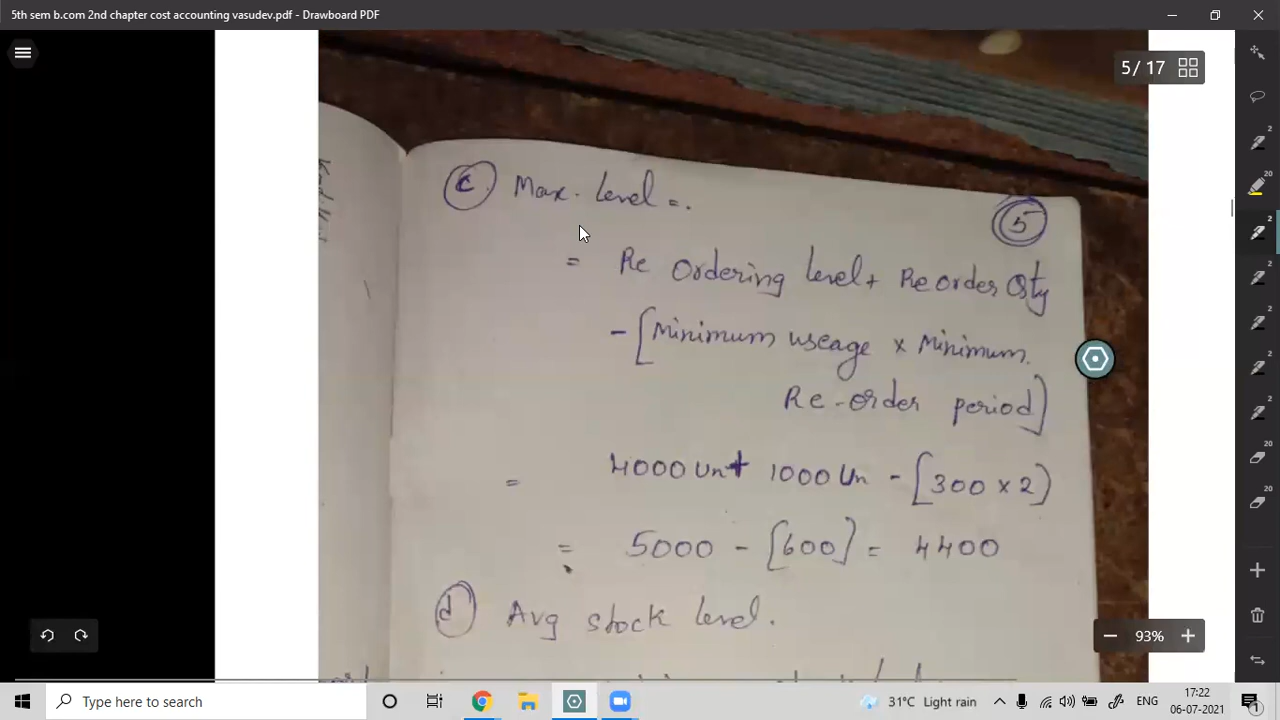 5th sem b.com 2nd chapter cost accounting vasudev.pdf - Drawboard PDF
5 / 17
c Max. Level =.
5
= Re Ordering level + Re order Qty
- [Minimum useage × Minimum.
Re-order period]
= 4000 Un + 1000 Un - [300 × 2)
= 5000 - [600] = 4400
d Avg stock level.
93%
Type here to search
31°C Light rain
ENG
17:22
06-07-2021